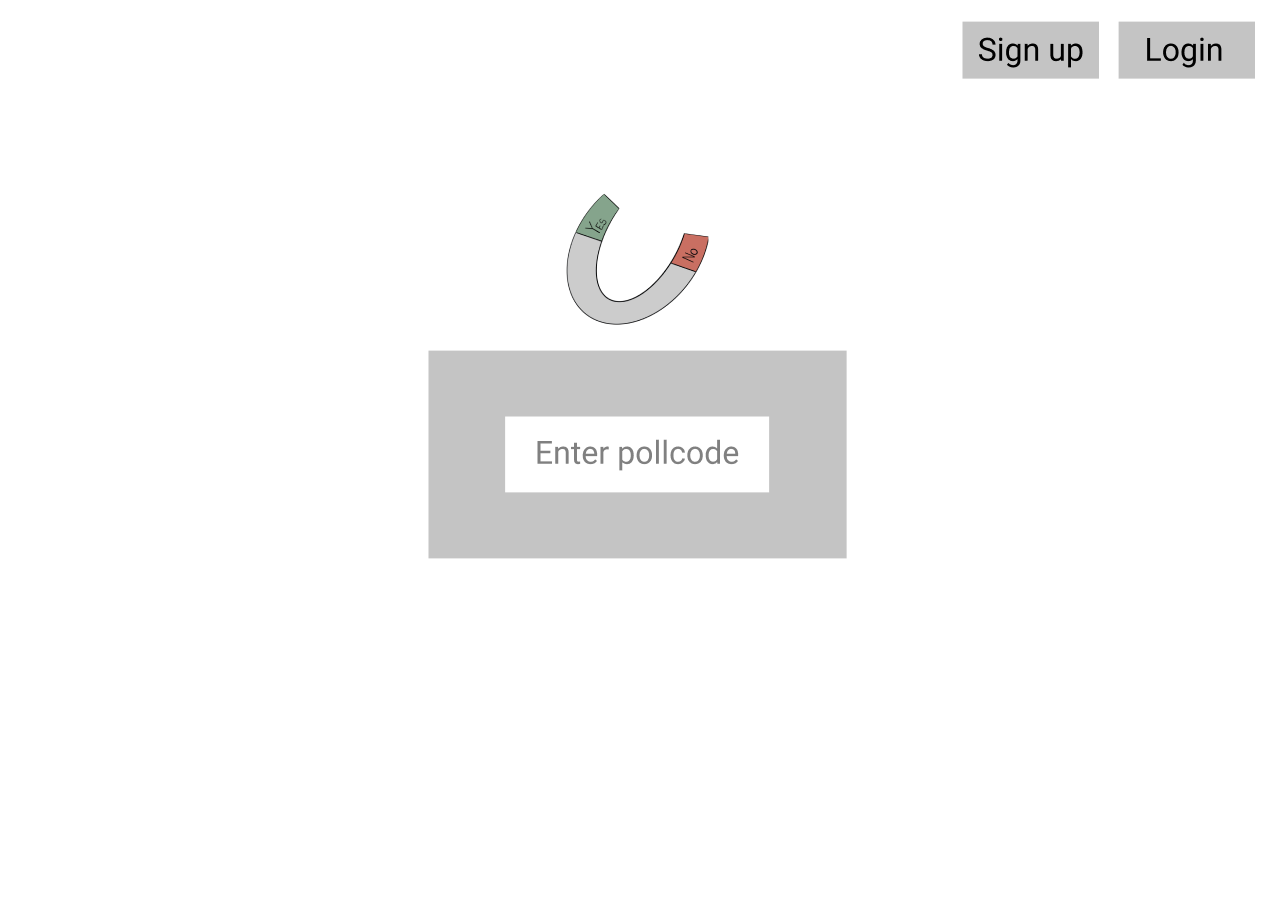 Sign up
Login
Yes
No
Enter pollcode